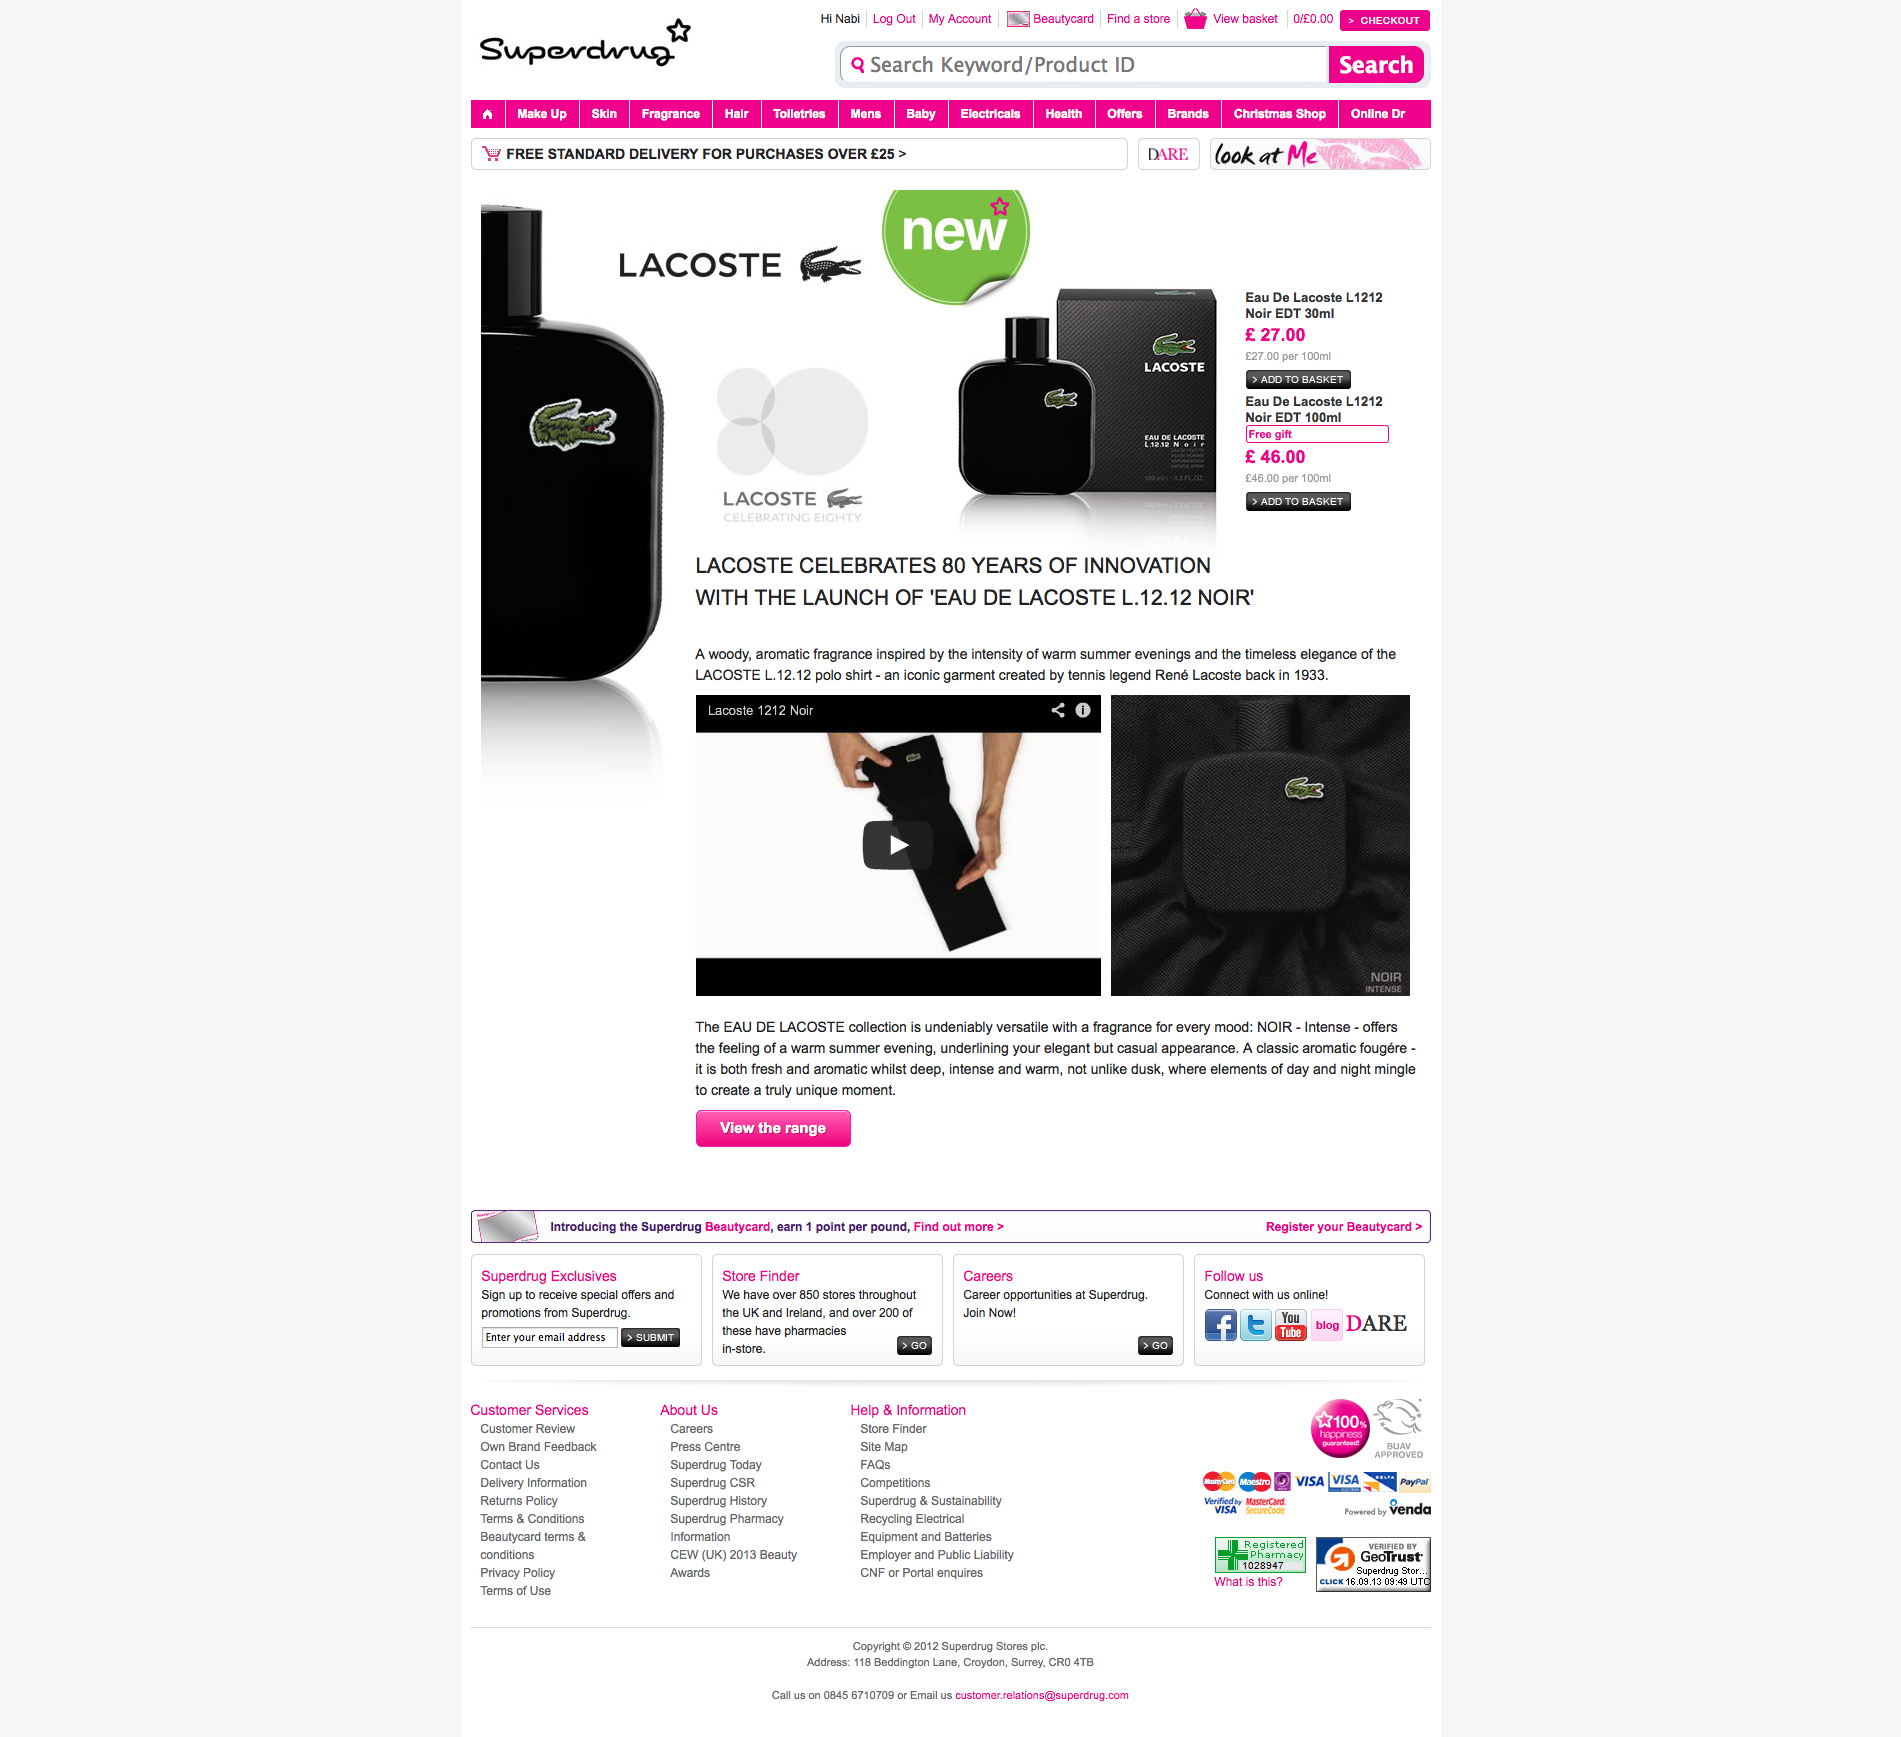 Superdrug
Hi Nabi
Log Out
My Account
Beautycard
Find a store
View basket
0/£0.00
> CHECKOUT
Search Keyword/Product ID
Search
Make Up
Skin
Fragrance
Hair
Toiletries
Mens
Baby
Electricals
Health
Offers
Brands
Christmas Shop
Online Dr
FREE STANDARD DELIVERY FOR PURCHASES OVER £25 >
DARE
look at Me
LACOSTE
new
LACOSTE
EAU DE LACOSTE
L.12.12 Noir
LACOSTE
CELEBRATING EIGHTY
Eau De Lacoste L1212
Noir EDT 30ml
£ 27.00
£27.00 per 100ml
> ADD TO BASKET
Eau De Lacoste L1212
Noir EDT 100ml
Free gift
£ 46.00
£46.00 per 100ml
> ADD TO BASKET
LACOSTE CELEBRATES 80 YEARS OF INNOVATION
WITH THE LAUNCH OF 'EAU DE LACOSTE L.12.12 NOIR'
A woody, aromatic fragrance inspired by the intensity of warm summer evenings and the timeless elegance of the
LACOSTE L.12.12 polo shirt - an iconic garment created by tennis legend René Lacoste back in 1933.
Lacoste 1212 Noir
NOIR
INTENSE
The EAU DE LACOSTE collection is undeniably versatile with a fragrance for every mood: NOIR - Intense - offers
the feeling of a warm summer evening, underlining your elegant but casual appearance. A classic aromatic fougére -
it is both fresh and aromatic whilst deep, intense and warm, not unlike dusk, where elements of day and night mingle
to create a truly unique moment.
View the range
Introducing the Superdrug Beautycard, earn 1 point per pound, Find out more >
Register your Beautycard >
Superdrug Exclusives
Sign up to receive special offers and
promotions from Superdrug.
Enter your email address
> SUBMIT
Store Finder
We have over 850 stores throughout
the UK and Ireland, and over 200 of
these have pharmacies
in-store.
> GO
Careers
Career opportunities at Superdrug.
Join Now!
> GO
Follow us
Connect with us online!
You Tube
blog
DARE
Customer Services
Customer Review
Own Brand Feedback
Contact Us
Delivery Information
Returns Policy
Terms & Conditions
Beautycard terms &
conditions
Privacy Policy
Terms of Use
About Us
Careers
Press Centre
Superdrug Today
Superdrug CSR
Superdrug History
Superdrug Pharmacy
Information
CEW (UK) 2013 Beauty
Awards
Help & Information
Store Finder
Site Map
FAQs
Competitions
Superdrug & Sustainability
Recycling Electrical
Equipment and Batteries
Employer and Public Liability
CNF or Portal enquires
100%
happiness
guaranteed!
BUAV
APPROVED
MasterCard
Maestro
VISA
VISA
ELECTRON
DELTA
PayPal
Verified by
VISA
MasterCard.
SecureCode.
Powered by venda
Registered
Pharmacy
1028947
What is this?
VERIFIED BY
GeoTrust
Superdrug Stor...
CLICK 16.09.13 09:49 UTC
Copyright © 2012 Superdrug Stores plc.
Address: 118 Beddington Lane, Croydon, Surrey, CR0 4TB
Call us on 0845 6710709 or Email us customer.relations@superdrug.com